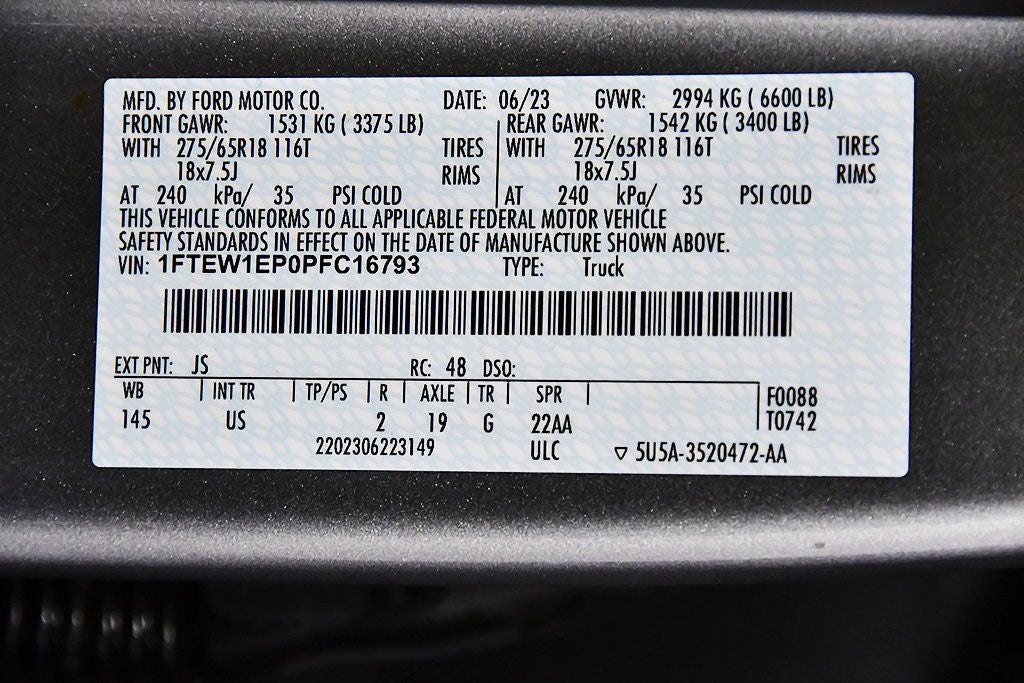 MFD. BY FORD MOTOR CO. DATE: 06/23 GVWR: 2994 KG ( 6600 LB)
FRONT GAWR: 1531 KG ( 3375 LB) REAR GAWR: 1542 KG ( 3400 LB)
WITH 275/65R18 116T TIRES WITH 275/65R18 116T TIRES
18x7.5J RIMS 18x7.5J RIMS
AT 240 kPa/ 35 PSI COLD AT 240 kPa/ 35 PSI COLD
THIS VEHICLE CONFORMS TO ALL APPLICABLE FEDERAL MOTOR VEHICLE
SAFETY STANDARDS IN EFFECT ON THE DATE OF MANUFACTURE SHOWN ABOVE.
VIN: 1FTEW1EP0PFC16793 TYPE: Truck
EXT PNT: JS RC: 48 DSO:
WB INT TR TP/PS R AXLE TR SPR F0088
145 US 2 19 G 22AA T0742
2202306223149 ULC ▽ 5U5A-3520472-AA